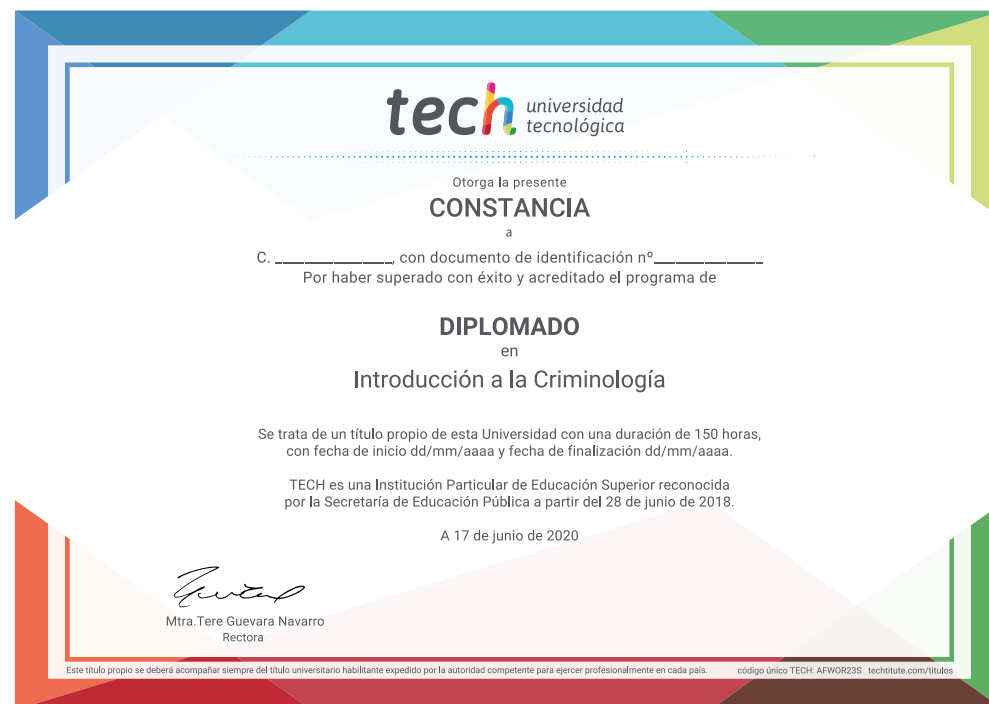 tech universidad
tecnológica
Otorga la presente
CONSTANCIA
a
C. ______________, con documento de identificación nº_____________
Por haber superado con éxito y acreditado el programa de
DIPLOMADO
en
Introducción a la Criminología
Se trata de un título propio de esta Universidad con una duración de 150 horas,
con fecha de inicio dd/mm/aaaa y fecha de finalización dd/mm/aaaa.
TECH es una Institución Particular de Educación Superior reconocida
por la Secretaría de Educación Pública a partir del 28 de junio de 2018.
A 17 de junio de 2020
Mtra.Tere Guevara Navarro
Rectora
Este título propio se deberá acompañar siempre del título universitario habilitante expedido por la autoridad competente para ejercer profesionalmente en cada país. código único TECH: AFWOR23S techtitute.com/titulos